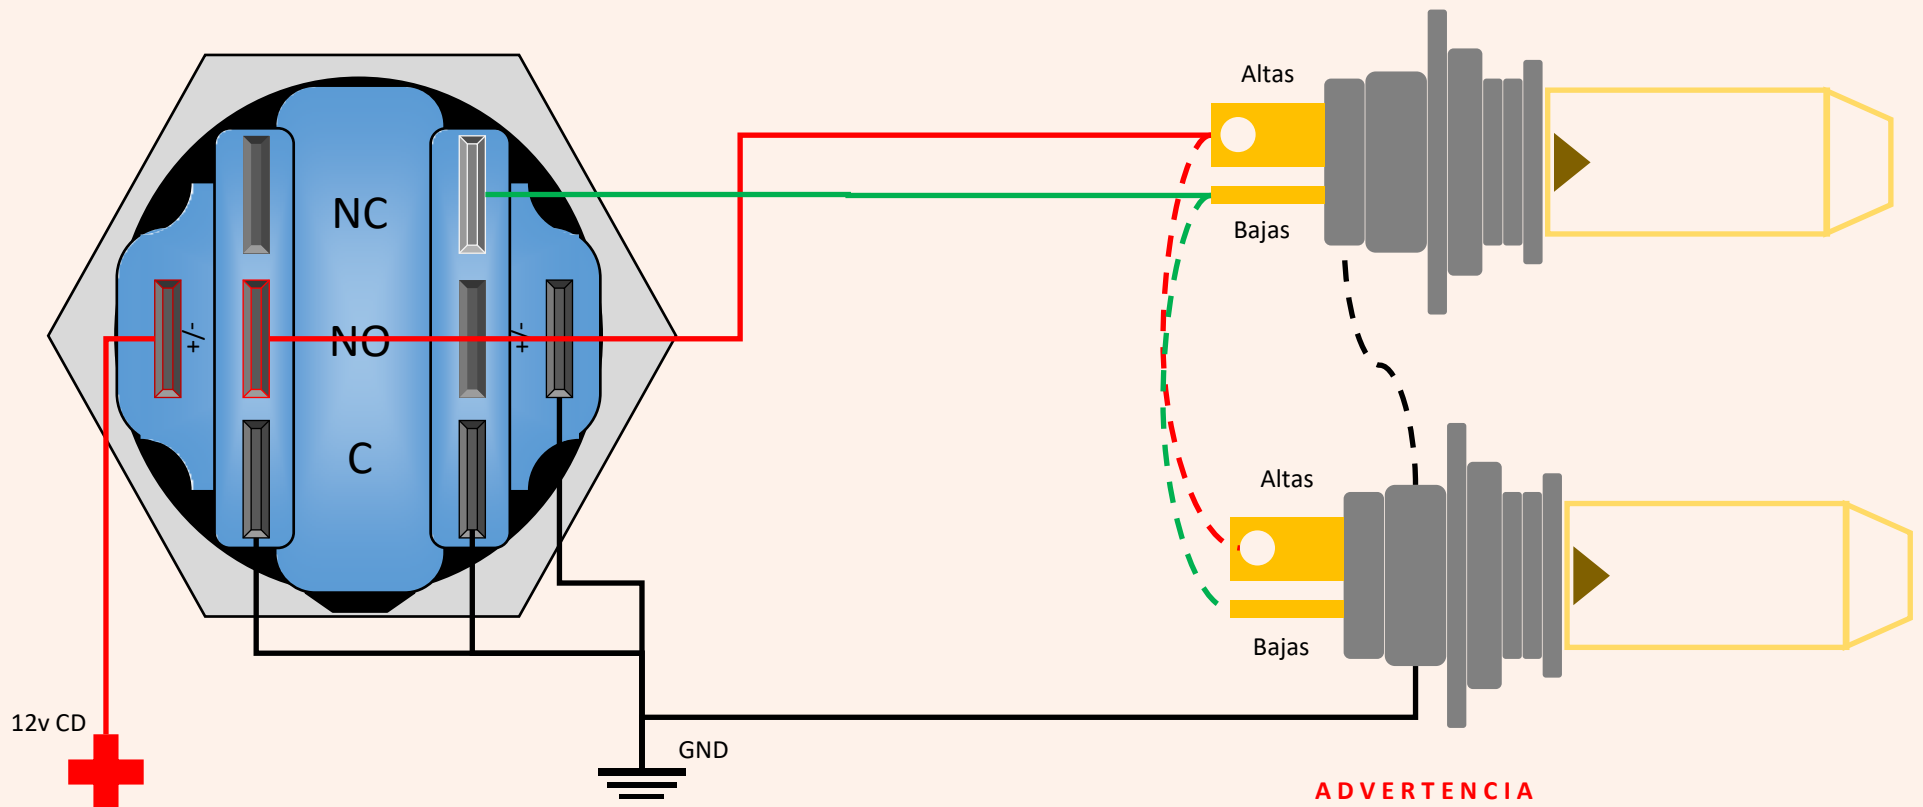 Altas
NC
Bajas
+/-
NO
+/-
C
Altas
Bajas
12v CD
GND
ADVERTENCIA